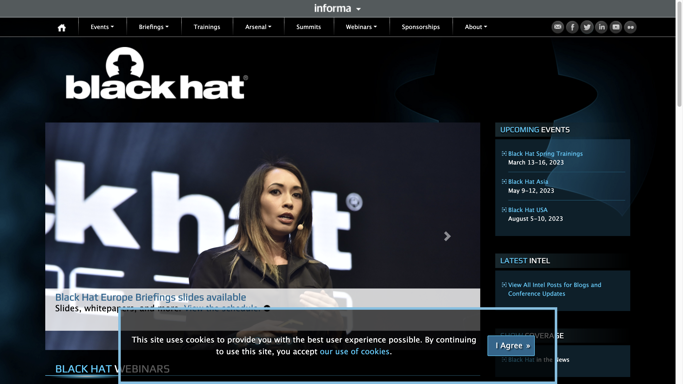 informa
Events
Briefings
Trainings
Arsenal
Summits
Webinars
Sponsorships
About
black hat®
UPCOMING EVENTS
Black Hat Spring Trainings
March 13-16, 2023
Black Hat Asia
May 9-12, 2023
Black Hat USA
August 5-10, 2023
ck hat®
Black Hat Europe Briefings slides available
Slides, whitepapers, and more. View the schedule.
LATEST INTEL
View All Intel Posts for Blogs and
Conference Updates
SHOW COVERAGE
Black Hat in the News
This site uses cookies to provide you with the best user experience possible. By continuing
to use this site, you accept our use of cookies.
I Agree »
BLACK HAT WEBINARS